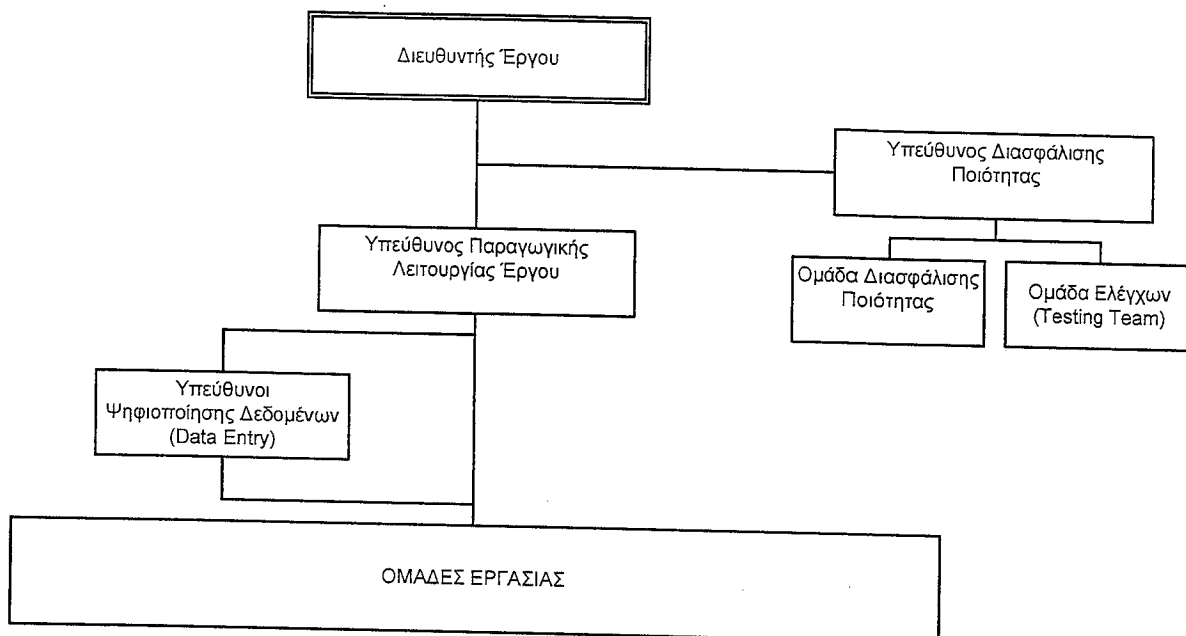 Διευθυντής Έργου
Υπεύθυνος Διασφάλισης
Ποιότητας
Υπεύθυνος Παραγωγικής
Λειτουργίας Έργου
Ομάδα Διασφάλισης
Ποιότητας
Ομάδα Ελέγχων
(Testing Team)
Υπεύθυνοι
Ψηφιοποίησης Δεδομένων
(Data Entry)
ΟΜΑΔΕΣ ΕΡΓΑΣΙΑΣ